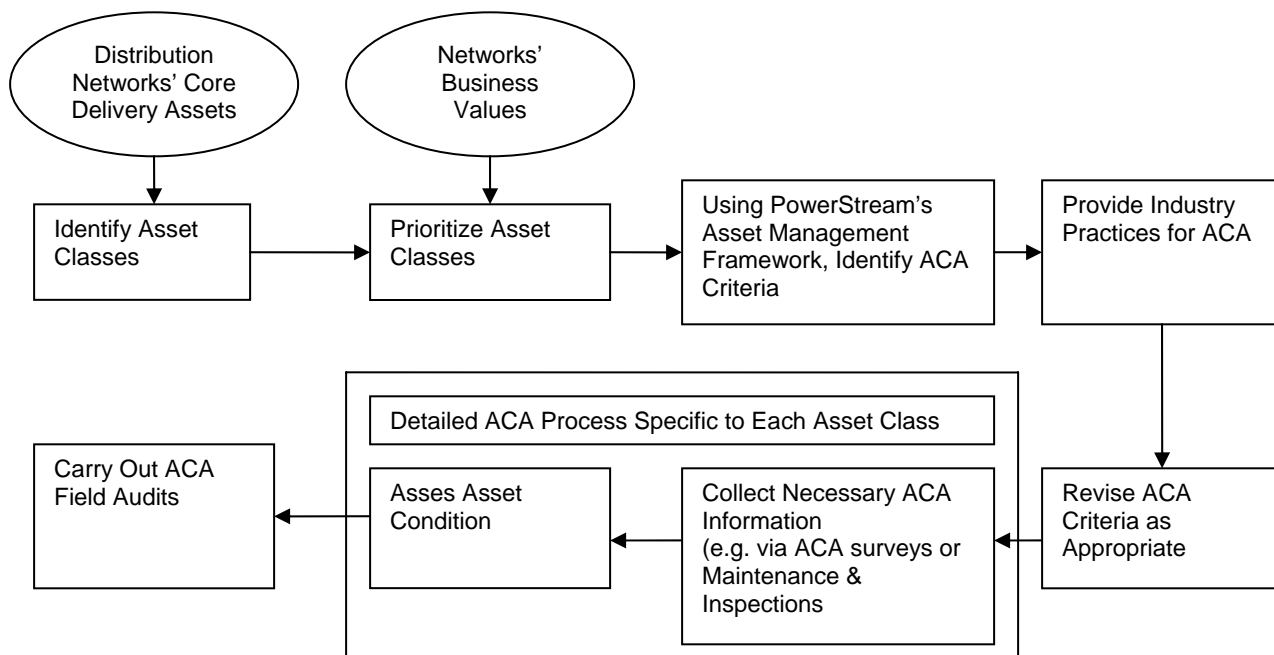 Distribution
Networks’ Core
Delivery Assets
Networks’
Business
Values
Identify Asset
Classes
Prioritize Asset
Classes
Using PowerStream’s
Asset Management
Framework, Identify ACA
Criteria
Provide Industry
Practices for ACA
Detailed ACA Process Specific to Each Asset Class
Carry Out ACA
Field Audits
Asses Asset
Condition
Collect Necessary ACA
Information
(e.g. via ACA surveys or
Maintenance &
Inspections
Revise ACA
Criteria as
Appropriate